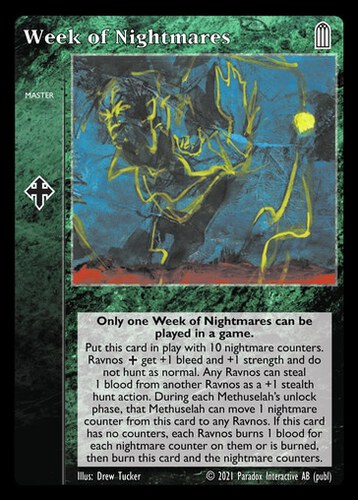 Week of Nightmares
MASTER
Only one Week of Nightmares can be
played in a game.
Put this card in play with 10 nightmare counters.
Ravnos get +1 bleed and +1 strength and do
not hunt as normal. Any Ravnos can steal
1 blood from another Ravnos as a +1 stealth
hunt action. During each Methuselah's unlock
phase, that Methuselah can move 1 nightmare
counter from this card to any Ravnos. If this card
has no counters, each Ravnos burns 1 blood for
each nightmare counter on them or is burned,
then burn this card and the nightmare counters.
Illus: Drew Tucker © 2021 Paradox Interactive AB (publ)